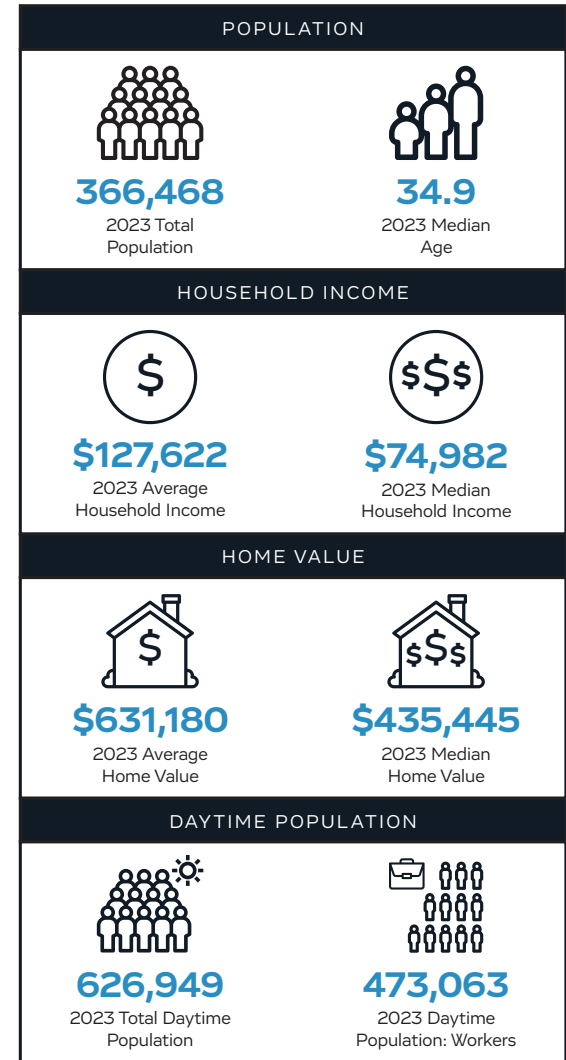 POPULATION
366,468
2023 Total
Population
34.9
2023 Median
Age
HOUSEHOLD INCOME
$
$127,622
2023 Average
Household Income
$$$
$74,982
2023 Median
Household Income
HOME VALUE
$
$631,180
2023 Average
Home Value
$$$
$435,445
2023 Median
Home Value
DAYTIME POPULATION
626,949
2023 Total Daytime
Population
473,063
2023 Daytime
Population: Workers